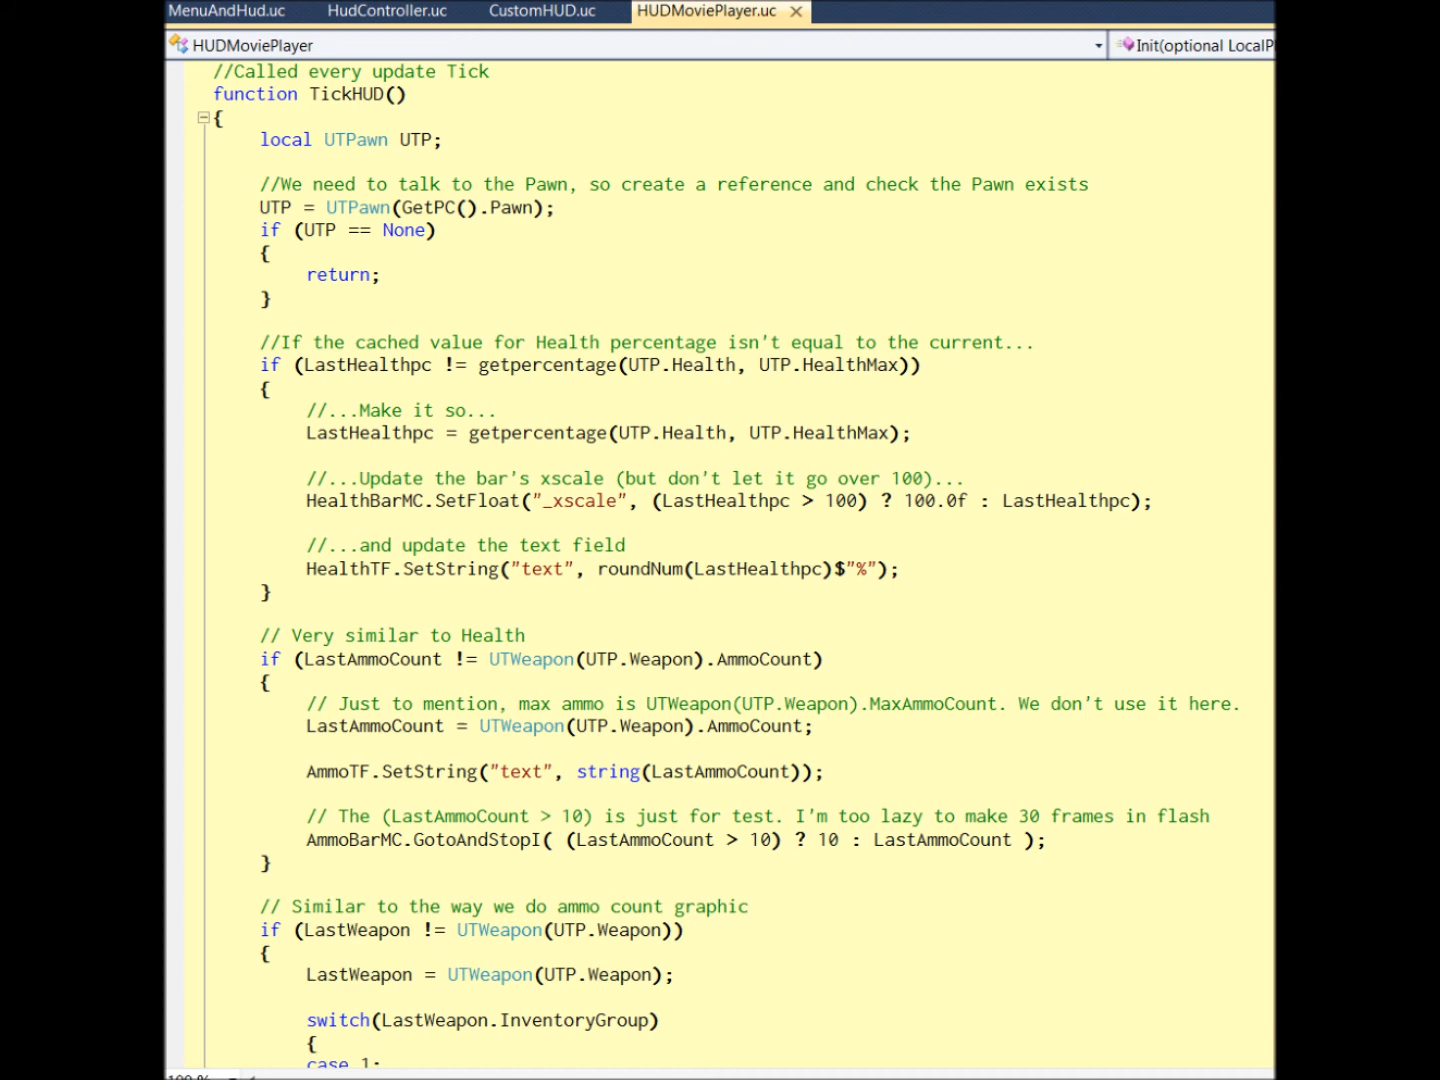 MenuAndHud.uc HudController.uc CustomHUD.uc HUDMoviePlayer.uc
HUDMoviePlayer Init(optional LocalP
//Called every update Tick
function TickHUD()
{
local UTPawn UTP;
//We need to talk to the Pawn, so create a reference and check the Pawn exists
UTP = UTPawn(GetPC().Pawn);
if (UTP == None)
{
return;
}
//If the cached value for Health percentage isn't equal to the current...
if (LastHealthpc != getpercentage(UTP.Health, UTP.HealthMax))
{
//...Make it so...
LastHealthpc = getpercentage(UTP.Health, UTP.HealthMax);
//...Update the bar's xscale (but don't let it go over 100)...
HealthBarMC.SetFloat("_xscale", (LastHealthpc > 100) ? 100.0f : LastHealthpc);
//...and update the text field
HealthTF.SetString("text", roundNum(LastHealthpc)$"%");
}
// Very similar to Health
if (LastAmmoCount != UTWeapon(UTP.Weapon).AmmoCount)
{
// Just to mention, max ammo is UTWeapon(UTP.Weapon).MaxAmmoCount. We don't use it here.
LastAmmoCount = UTWeapon(UTP.Weapon).AmmoCount;
AmmoTF.SetString("text", string(LastAmmoCount));
// The (LastAmmoCount > 10) is just for test. I'm too lazy to make 30 frames in flash
AmmoBarMC.GotoAndStopI( (LastAmmoCount > 10) ? 10 : LastAmmoCount );
}
// Similar to the way we do ammo count graphic
if (LastWeapon != UTWeapon(UTP.Weapon))
{
LastWeapon = UTWeapon(UTP.Weapon);
switch(LastWeapon.InventoryGroup)
{
case 1: